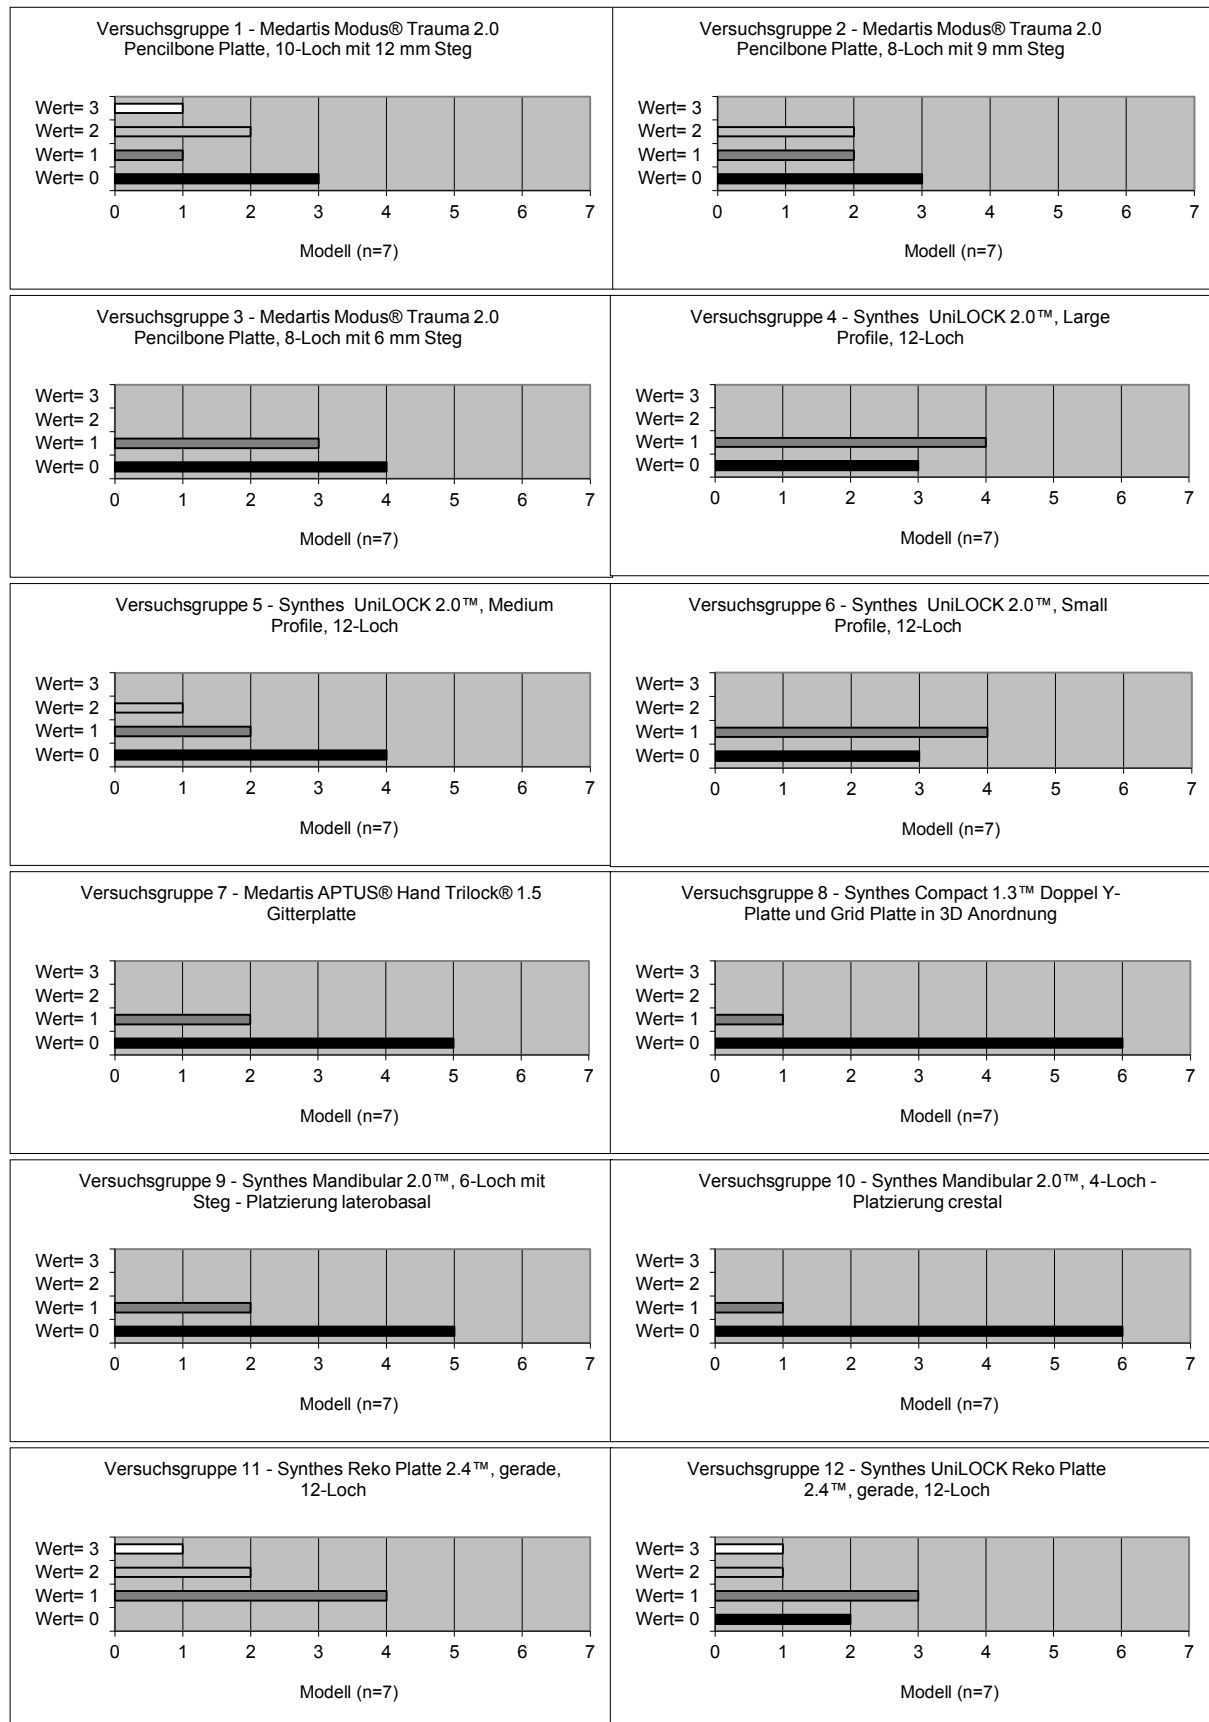 Versuchsgruppe 1 - Medartis Modus® Trauma 2.0
Pencilbone Platte, 10-Loch mit 12 mm Steg
Wert= 3
Wert= 2
Wert= 1
Wert= 0
0 1 2 3 4 5 6 7
Modell (n=7)
Versuchsgruppe 2 - Medartis Modus® Trauma 2.0
Pencilbone Platte, 8-Loch mit 9 mm Steg
Wert= 3
Wert= 2
Wert= 1
Wert= 0
0 1 2 3 4 5 6 7
Modell (n=7)
Versuchsgruppe 3 - Medartis Modus® Trauma 2.0
Pencilbone Platte, 8-Loch mit 6 mm Steg
Wert= 3
Wert= 2
Wert= 1
Wert= 0
0 1 2 3 4 5 6 7
Modell (n=7)
Versuchsgruppe 4 - Synthes UniLOCK 2.0™, Large
Profile, 12-Loch
Wert= 3
Wert= 2
Wert= 1
Wert= 0
0 1 2 3 4 5 6 7
Modell (n=7)
Versuchsgruppe 5 - Synthes UniLOCK 2.0™, Medium
Profile, 12-Loch
Wert= 3
Wert= 2
Wert= 1
Wert= 0
0 1 2 3 4 5 6 7
Modell (n=7)
Versuchsgruppe 6 - Synthes UniLOCK 2.0™, Small
Profile, 12-Loch
Wert= 3
Wert= 2
Wert= 1
Wert= 0
0 1 2 3 4 5 6 7
Modell (n=7)
Versuchsgruppe 7 - Medartis APTUS® Hand Trilock® 1.5
Gitterplatte
Wert= 3
Wert= 2
Wert= 1
Wert= 0
0 1 2 3 4 5 6 7
Modell (n=7)
Versuchsgruppe 8 - Synthes Compact 1.3™ Doppel Y-
Platte und Grid Platte in 3D Anordnung
Wert= 3
Wert= 2
Wert= 1
Wert= 0
0 1 2 3 4 5 6 7
Modell (n=7)
Versuchsgruppe 9 - Synthes Mandibular 2.0™, 6-Loch mit
Steg - Platzierung laterobasal
Wert= 3
Wert= 2
Wert= 1
Wert= 0
0 1 2 3 4 5 6 7
Modell (n=7)
Versuchsgruppe 10 - Synthes Mandibular 2.0™, 4-Loch -
Platzierung crestal
Wert= 3
Wert= 2
Wert= 1
Wert= 0
0 1 2 3 4 5 6 7
Modell (n=7)
Versuchsgruppe 11 - Synthes Reko Platte 2.4™, gerade,
12-Loch
Wert= 3
Wert= 2
Wert= 1
Wert= 0
0 1 2 3 4 5 6 7
Modell (n=7)
Versuchsgruppe 12 - Synthes UniLOCK Reko Platte
2.4™, gerade, 12-Loch
Wert= 3
Wert= 2
Wert= 1
Wert= 0
0 1 2 3 4 5 6 7
Modell (n=7)